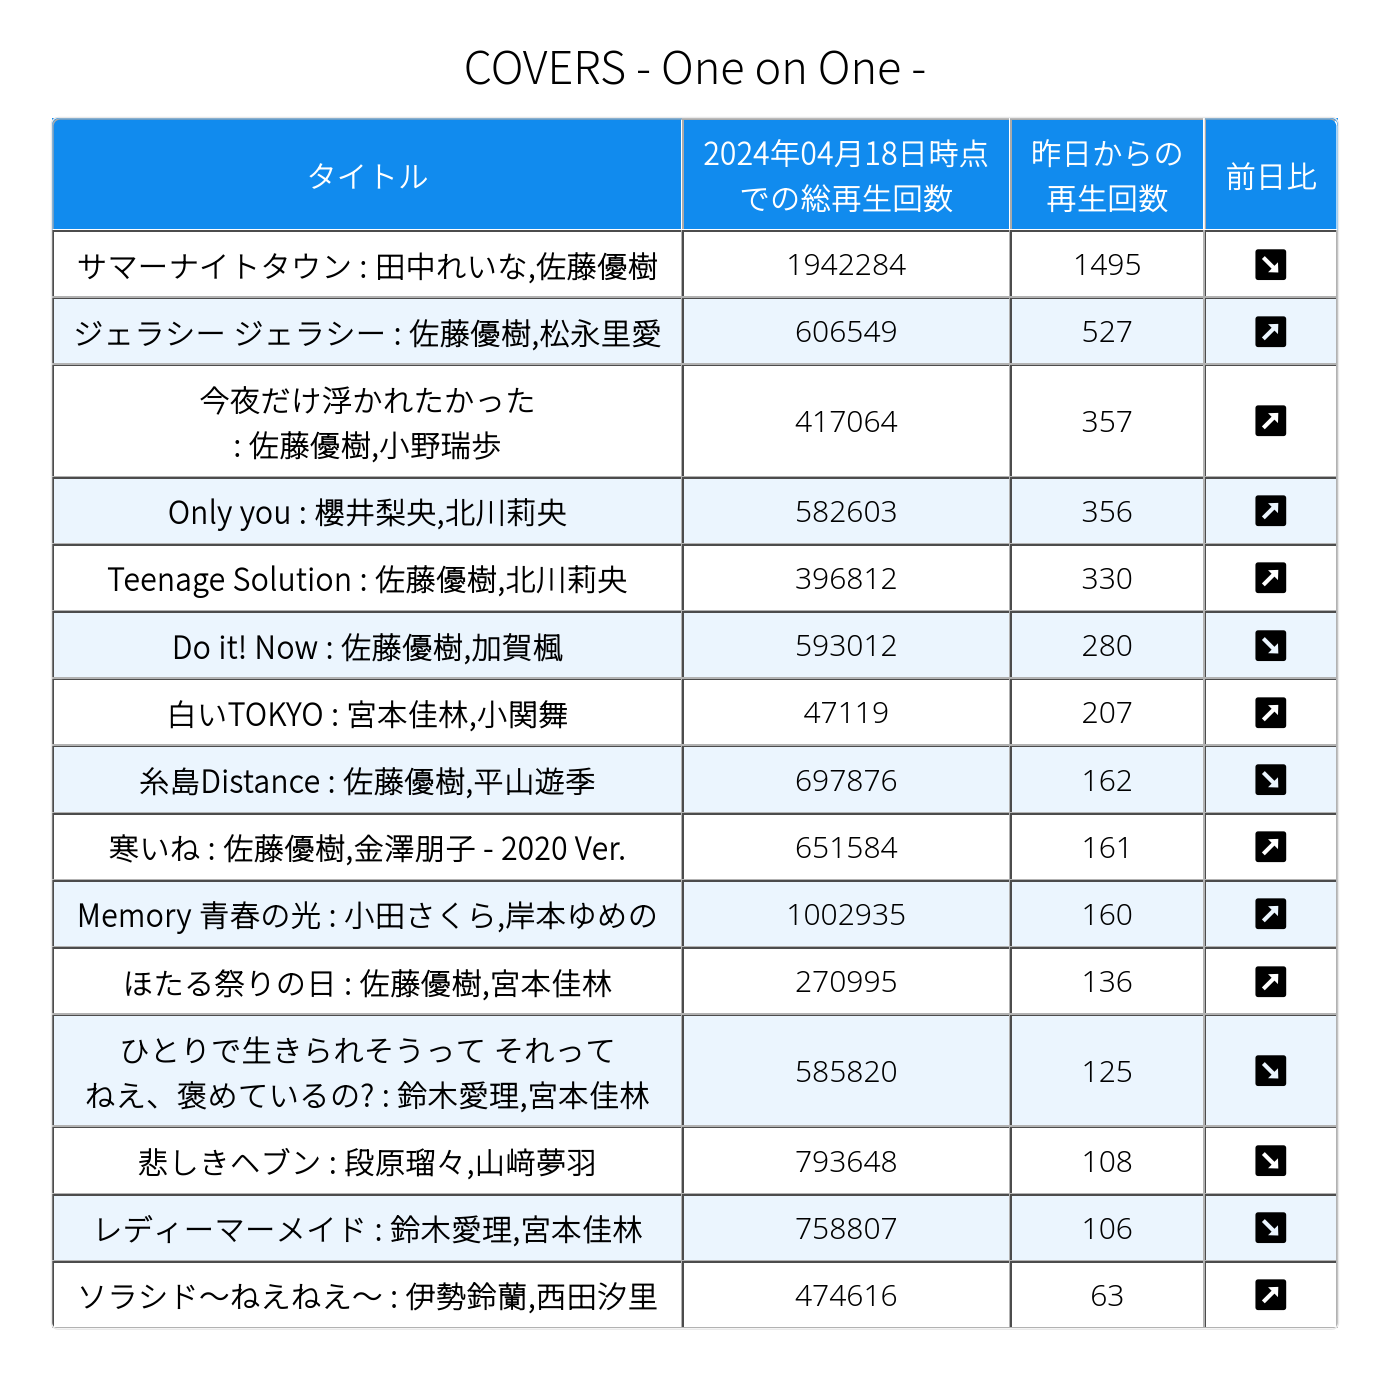 COVERS - One on One -
タイトル
2024年04月18日時点
での総再生回数
昨日からの
再生回数
前日比
サマーナイトタウン : 田中れいな,佐藤優樹 1942284 1495
ジェラシー ジェラシー : 佐藤優樹,松永里愛 606549 527
今夜だけ浮かれたかった
: 佐藤優樹,小野瑞歩 417064 357
Only you : 櫻井梨央,北川莉央 582603 356
Teenage Solution : 佐藤優樹,北川莉央 396812 330
Do it! Now : 佐藤優樹,加賀楓 593012 280
白いTOKYO : 宮本佳林,小関舞 47119 207
糸島Distance : 佐藤優樹,平山遊季 697876 162
寒いね : 佐藤優樹,金澤朋子 - 2020 Ver. 651584 161
Memory 青春の光 : 小田さくら,岸本ゆめの 1002935 160
ほたる祭りの日 : 佐藤優樹,宮本佳林 270995 136
ひとりで生きられそうって それって
ねえ、褒めているの? : 鈴木愛理,宮本佳林 585820 125
悲しきヘブン : 段原瑠々,山﨑夢羽 793648 108
レディーマーメイド : 鈴木愛理,宮本佳林 758807 106
ソラシド～ねえねえ～ : 伊勢鈴蘭,西田汐里 474616 63